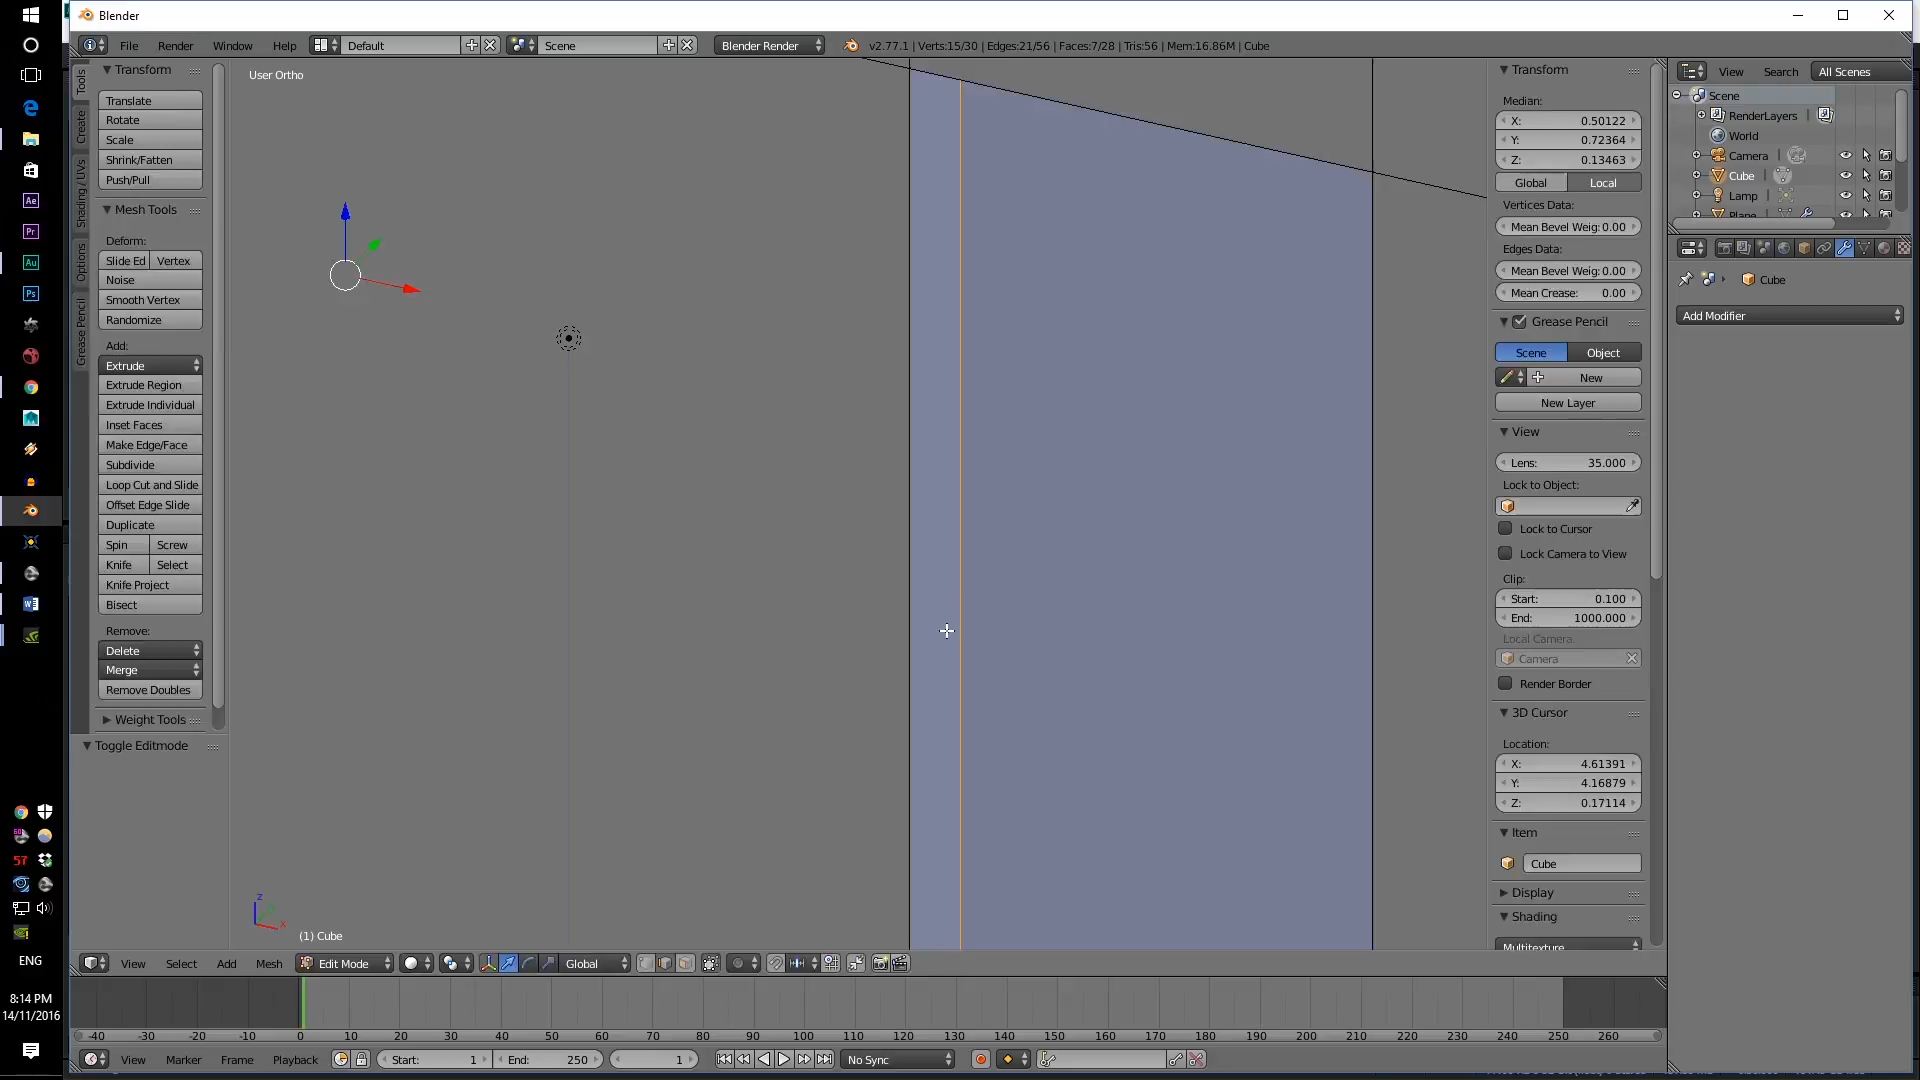 Blender
File Render Window Help Default Scene Blender Render v2.77.1 | Verts:15/30 | Edges:21/56 | Faces:7/28 | Tris:56 | Mem:16.86M | Cube
Tools
Create
Shading / UVs
Options
Grease Pencil
Transform
Translate
Rotate
Scale
Shrink/Fatten
Push/Pull
Mesh Tools
Deform:
Slide Ed Vertex
Noise
Smooth Vertex
Randomize
Add:
Extrude
Extrude Region
Extrude Individual
Inset Faces
Make Edge/Face
Subdivide
Loop Cut and Slide
Offset Edge Slide
Duplicate
Spin Screw
Knife Select
Knife Project
Bisect
Remove:
Delete
Merge
Remove Doubles
Weight Tools
Toggle Editmode
User Ortho
z
x
(1) Cube
Transform
Median:
X: 0.50122
Y: 0.72364
Z: 0.13463
Global Local
Vertices Data:
Mean Bevel Weig: 0.00
Edges Data:
Mean Bevel Weig: 0.00
Mean Crease: 0.00
Grease Pencil
Scene Object
New
New Layer
View
Lens: 35.000
Lock to Object:
Lock to Cursor
Lock Camera to View
Clip:
Start: 0.100
End: 1000.000
Local Camera:
Camera
Render Border
3D Cursor
Location:
X: 4.61391
Y: 4.16879
Z: 0.17114
Item
Cube
Display
Shading
Multitexture
View Search All Scenes
Scene
RenderLayers
World
Camera
Cube
Lamp
Plane
Cube
Add Modifier
View Select Add Mesh Edit Mode Global
-40 -30 -20 -10 0 10 20 30 40 50 60 70 80 90 100 110 120 130 140 150 160 170 180 190 200 210 220 230 240 250 260
View Marker Frame Playback Start: 1 End: 250 1 No Sync
Ae
Pr
Au
Ps
57
ENG
8:14 PM
14/11/2016